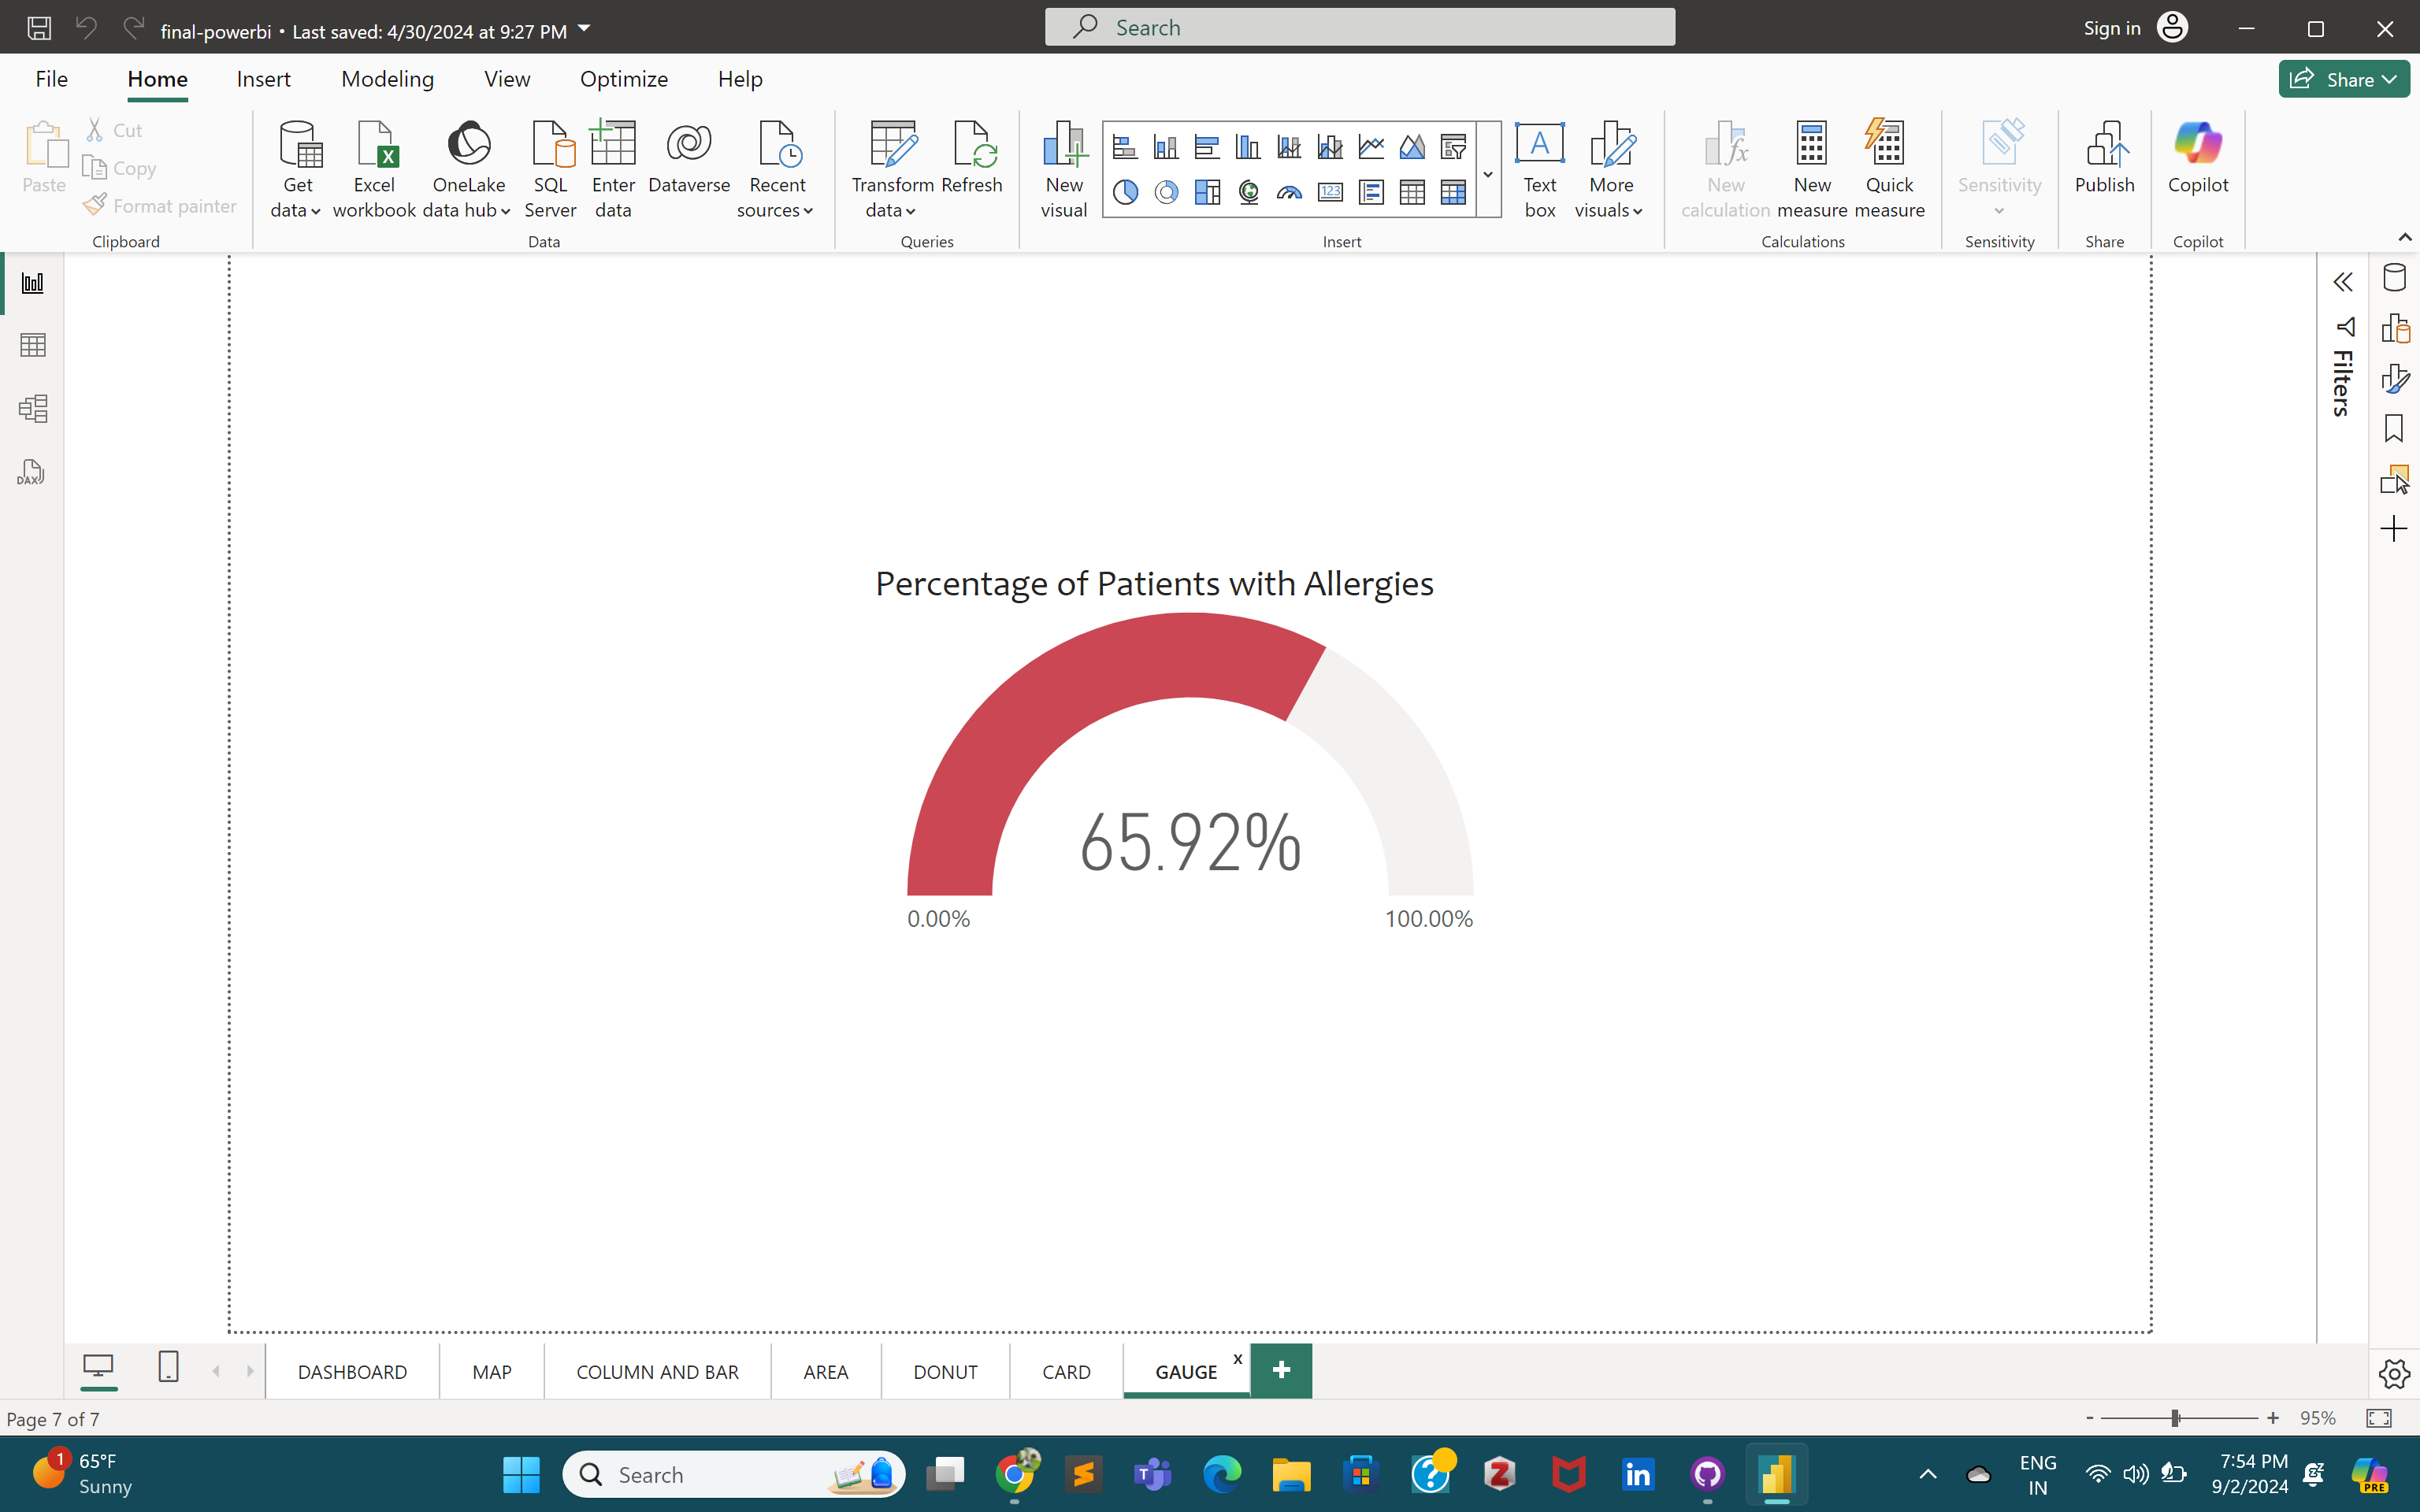 final-powerbi • Last saved: 4/30/2024 at 9:27 PM
Search
Sign in
File
Home
Insert
Modeling
View
Optimize
Help
Share
Paste
Cut
Copy
Format painter
Clipboard
Get data
Excel workbook
OneLake data hub
SQL Server
Enter data
Dataverse
Recent sources
Data
Transform data
Refresh
Queries
New visual
123
Insert
A
Text box
More visuals
fx
New calculation
New measure
Quick measure
Calculations
Sensitivity
Sensitivity
Publish
Share
Copilot
Copilot
DAX
Filters
Percentage of Patients with Allergies
65.92%
0.00%
100.00%
DASHBOARD
MAP
COLUMN AND BAR
AREA
DONUT
CARD
GAUGE
x
+
Page 7 of 7
- + 95%
1
65°F
Sunny
Search
T
?
Z
in
ENG
IN
7:54 PM
9/2/2024
PRE